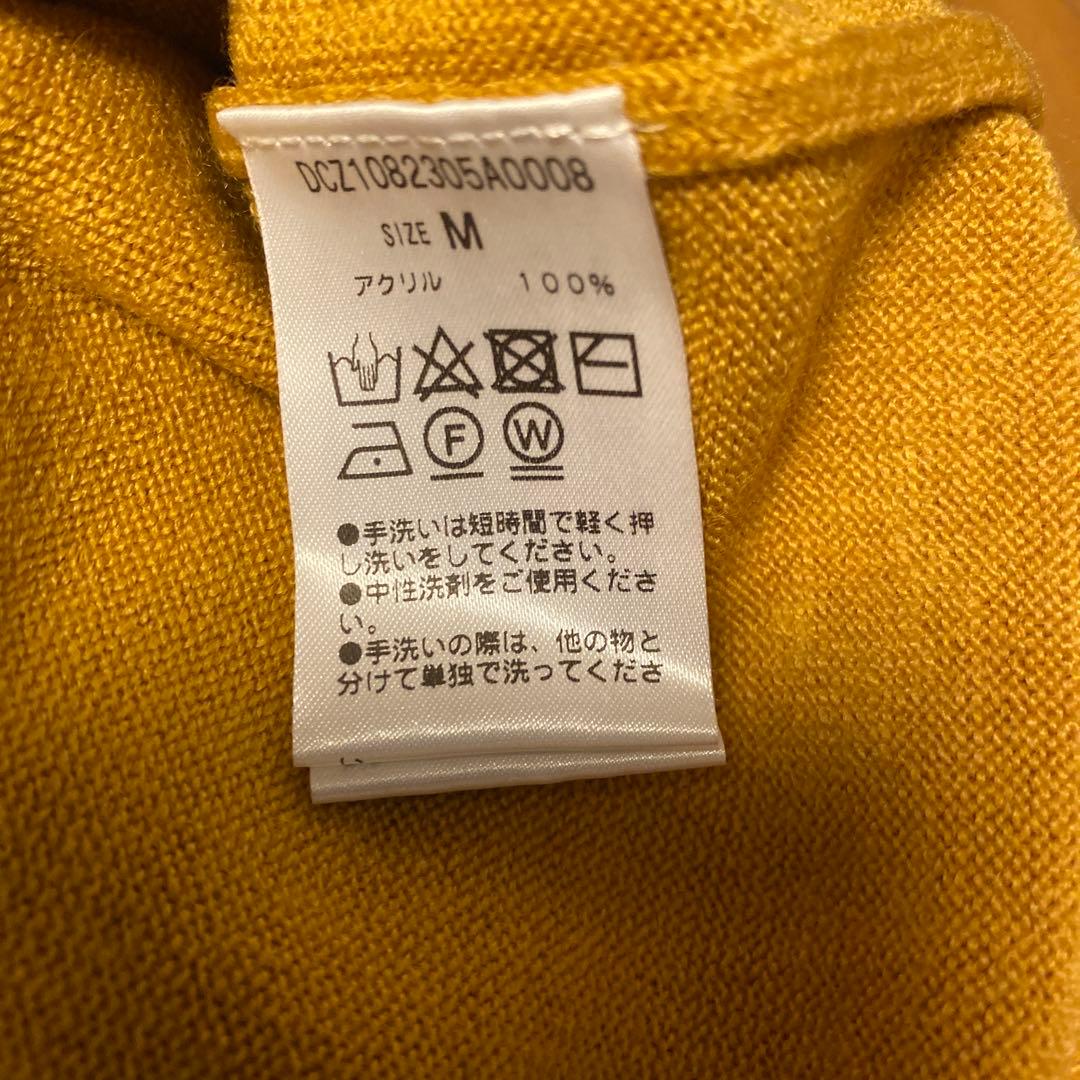 DCZ1082305A0008
SIZE M
アクリル 100%
F W
●手洗いは短時間で軽く押
し洗いをしてください。
●中性洗剤をご使用くださ
い。
●手洗いの際は、他の物と
分けて単独で洗ってくださ
い